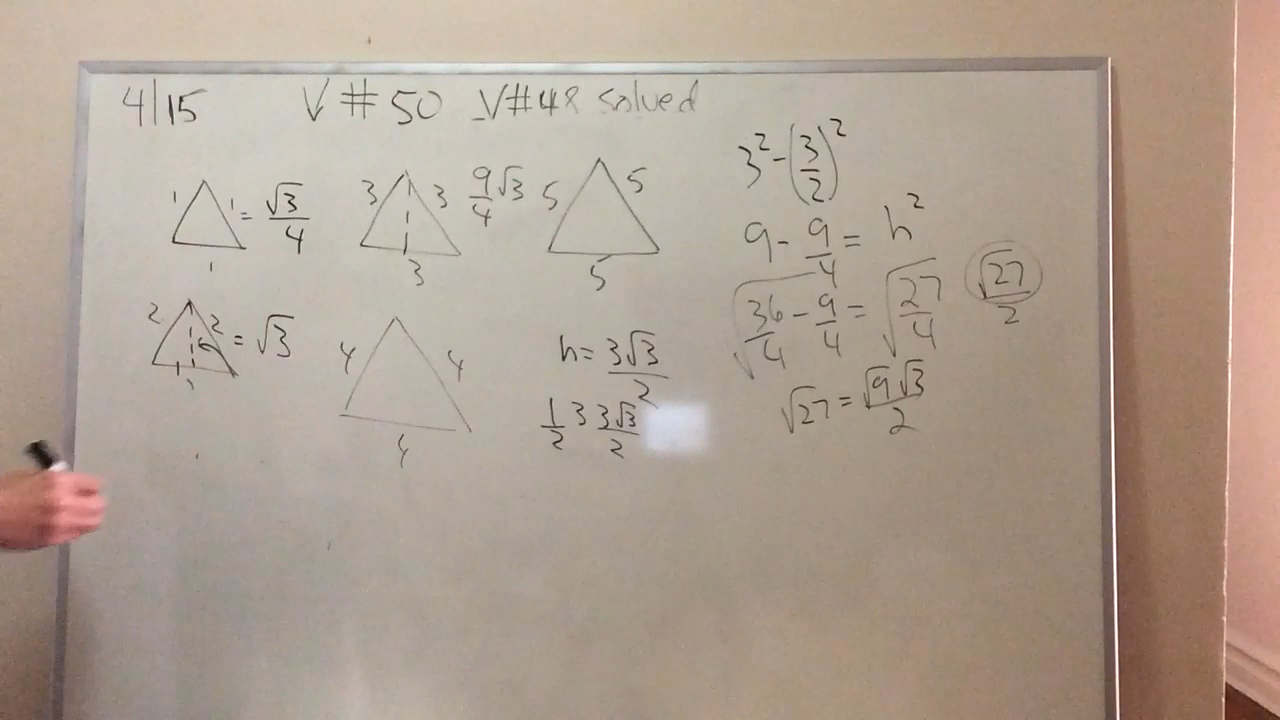 4/15 V # 50 V#48 solved
1 1 1 = √3/4
3 3 3 9/4 √3
5 5 5
2 2 = √3
4 4 4
h = 3√3/2
1/2 3 3√3/2
3² - (3/2)²
9 - 9/4 = h²
√(36/4 - 9/4) = √(27/4) √27/2
√27 = √9√3/2